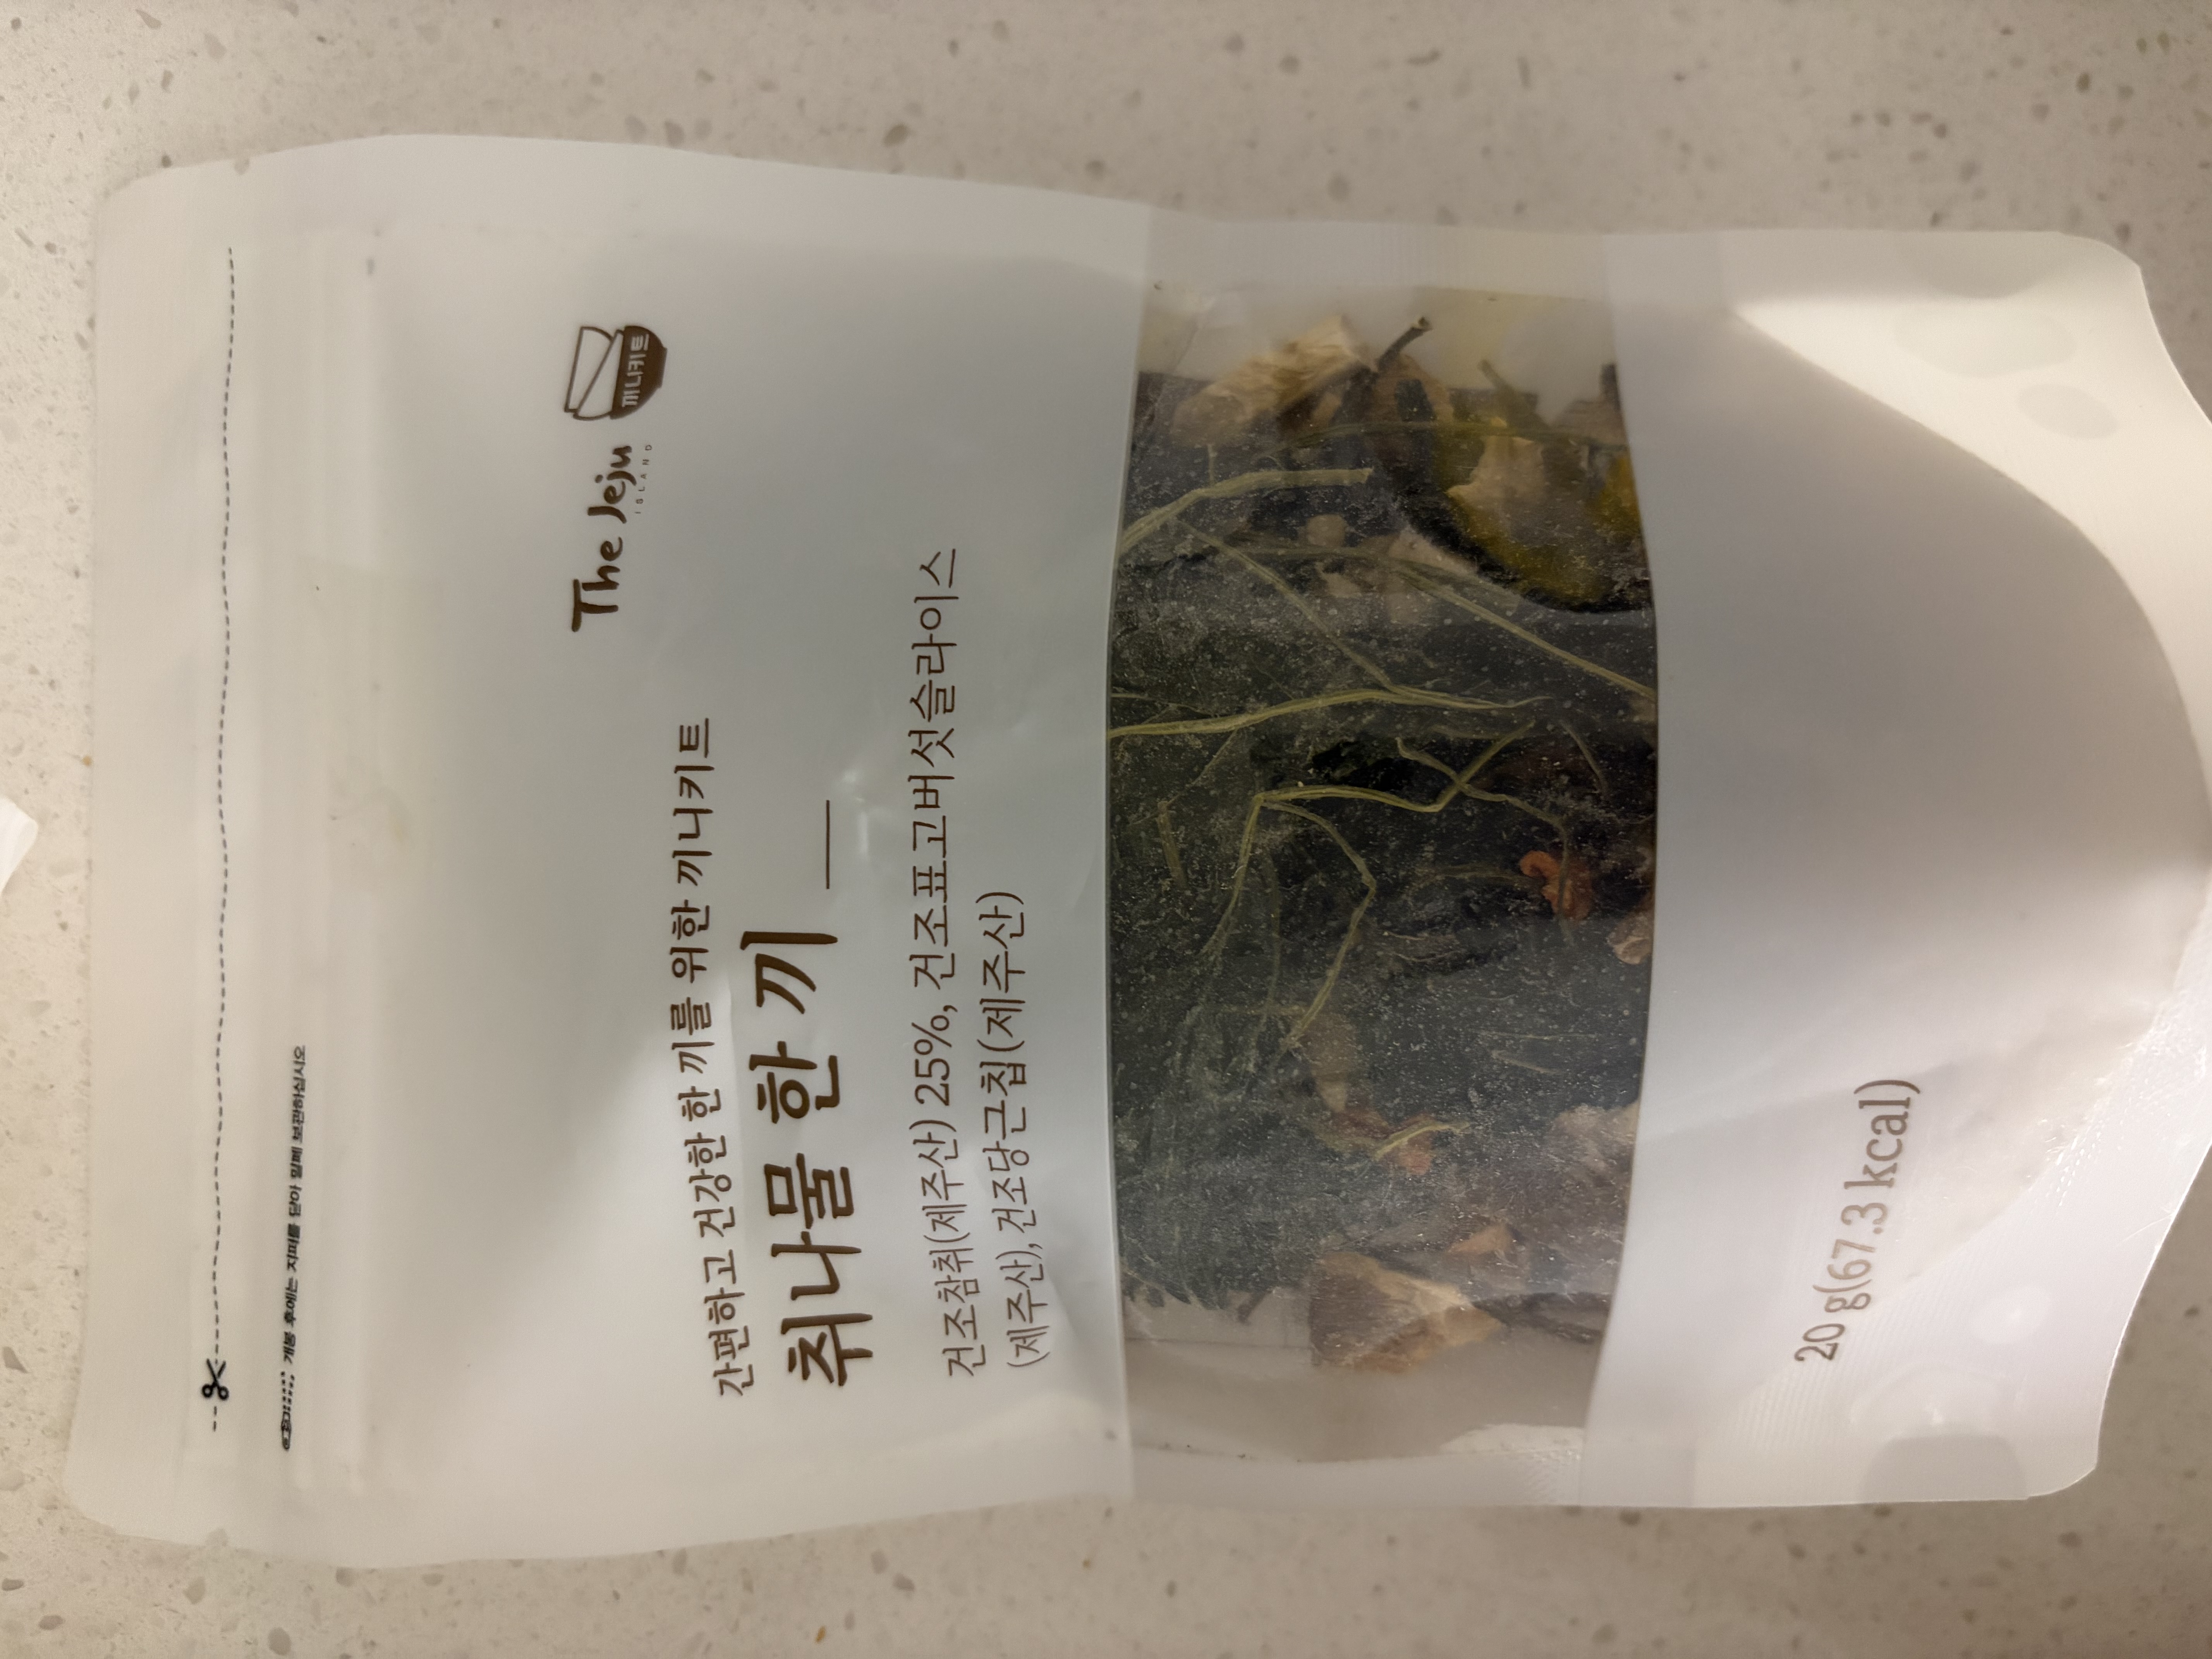 개봉 후에는 지퍼를 닫아 밀폐 보관하십시오
The Jeju
ISLAND
끼니키트
간편하고 건강한 한 끼를 위한 끼니키트
취나물 한 끼
건조참취(제주산) 25%, 건조표고버섯슬라이스
(제주산), 건조당근칩(제주산)
20 g(67.3 kcal)